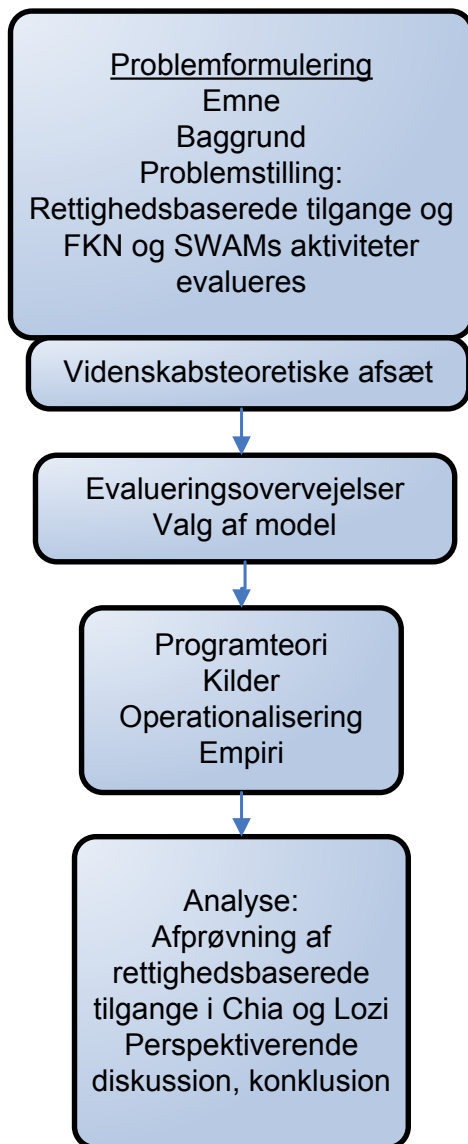 Problemformulering
Emne
Baggrund
Problemstilling:
Rettighedsbaserede tilgange og
FKN og SWAMs aktiviteter
evalueres
Videnskabsteoretiske afsæt
Evalueringsovervejelser
Valg af model
Programteori
Kilder
Operationalisering
Empiri
Analyse:
Afprøvning af
rettighedsbaserede
tilgange i Chia og Lozi
Perspektiverende
diskussion, konklusion